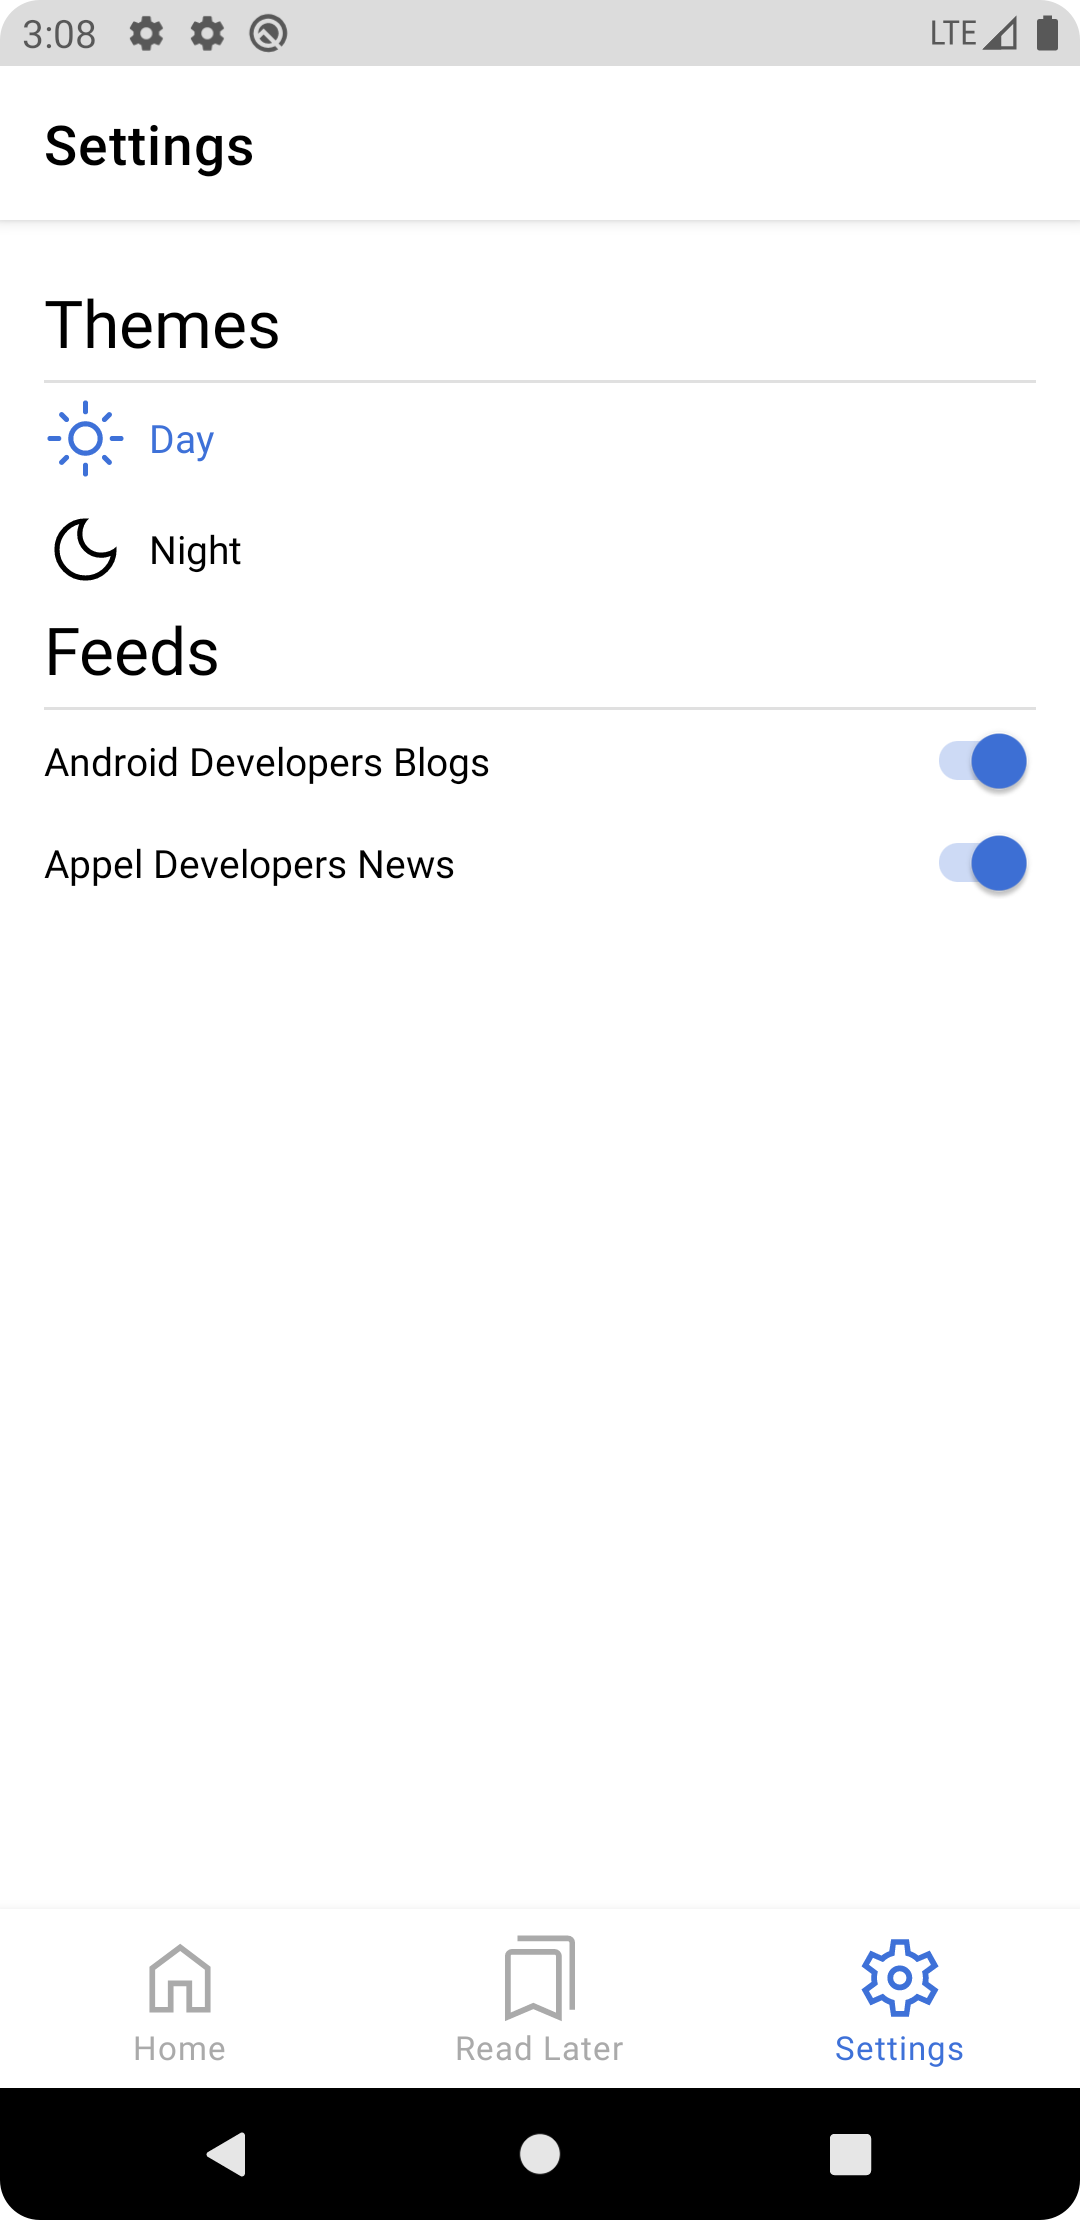 3:08 LTE
Settings
Themes
Day
Night
Feeds
Android Developers Blogs
Appel Developers News
Home Read Later Settings